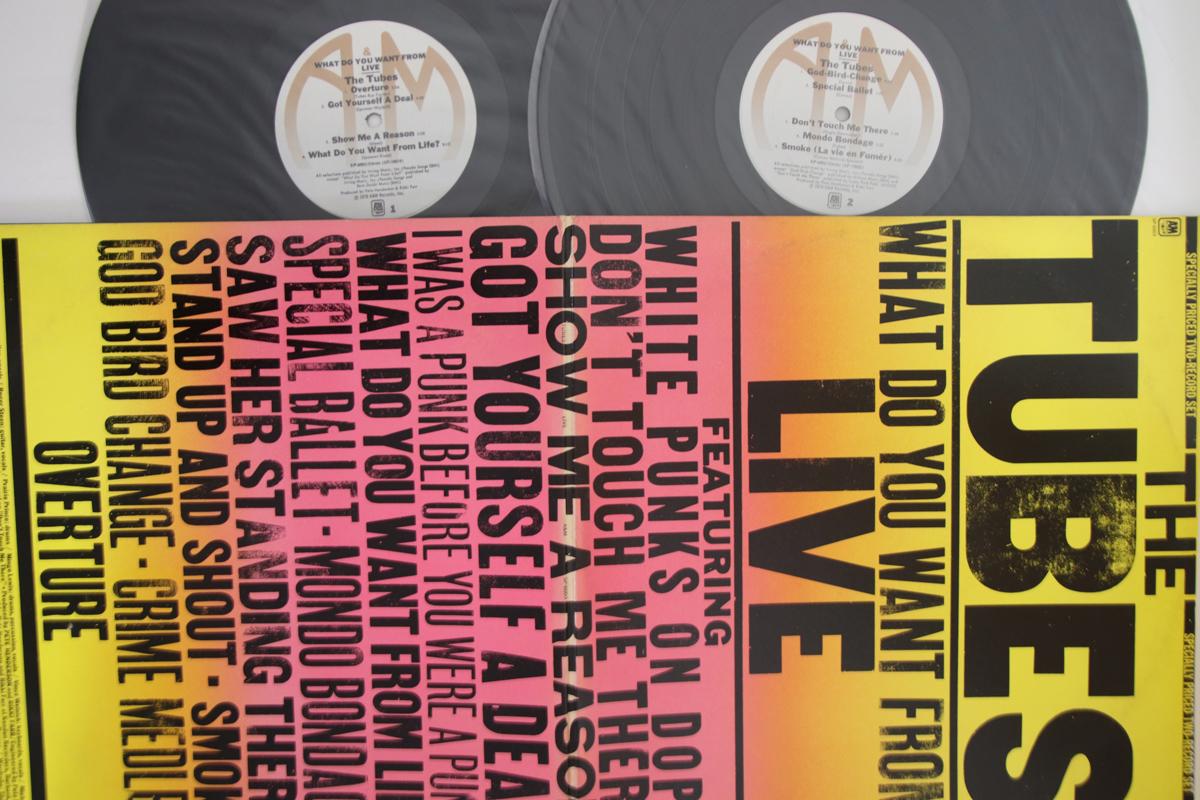 A&M
WHAT DO YOU WANT FROM
LIVE
The Tubes
Overture
Got Yourself A Deal
Show Me A Reason
What Do You Want From Life?
1
A&M
WHAT DO YOU WANT FROM
LIVE
The Tubes
God-Bird-Change
Special Ballet
Don't Touch Me There
Mondo Bondage
Smoke (La vie en Fumér)
2
SPECIALLY PRICED TWO-RECORD SET
SPECIALLY PRICED TWO-RECORD SET
THE
TUBES
WHAT DO YOU WANT FROM
LIVE
FEATURING
WHITE PUNKS ON DOP
DON'T TOUCH ME THER
SHOW ME A REASO
GOT YOURSELF A DEA
I WAS A PUNK BEFORE YOU WERE A PUN
WHAT DO YOU WANT FROM LI
SPECIAL BALLET · MONDO BONDA
SAW HER STANDING THER
STAND UP AND SHOUT · SMO
GOD BIRD CHANGE · CRIME MEDL
OVERTURE